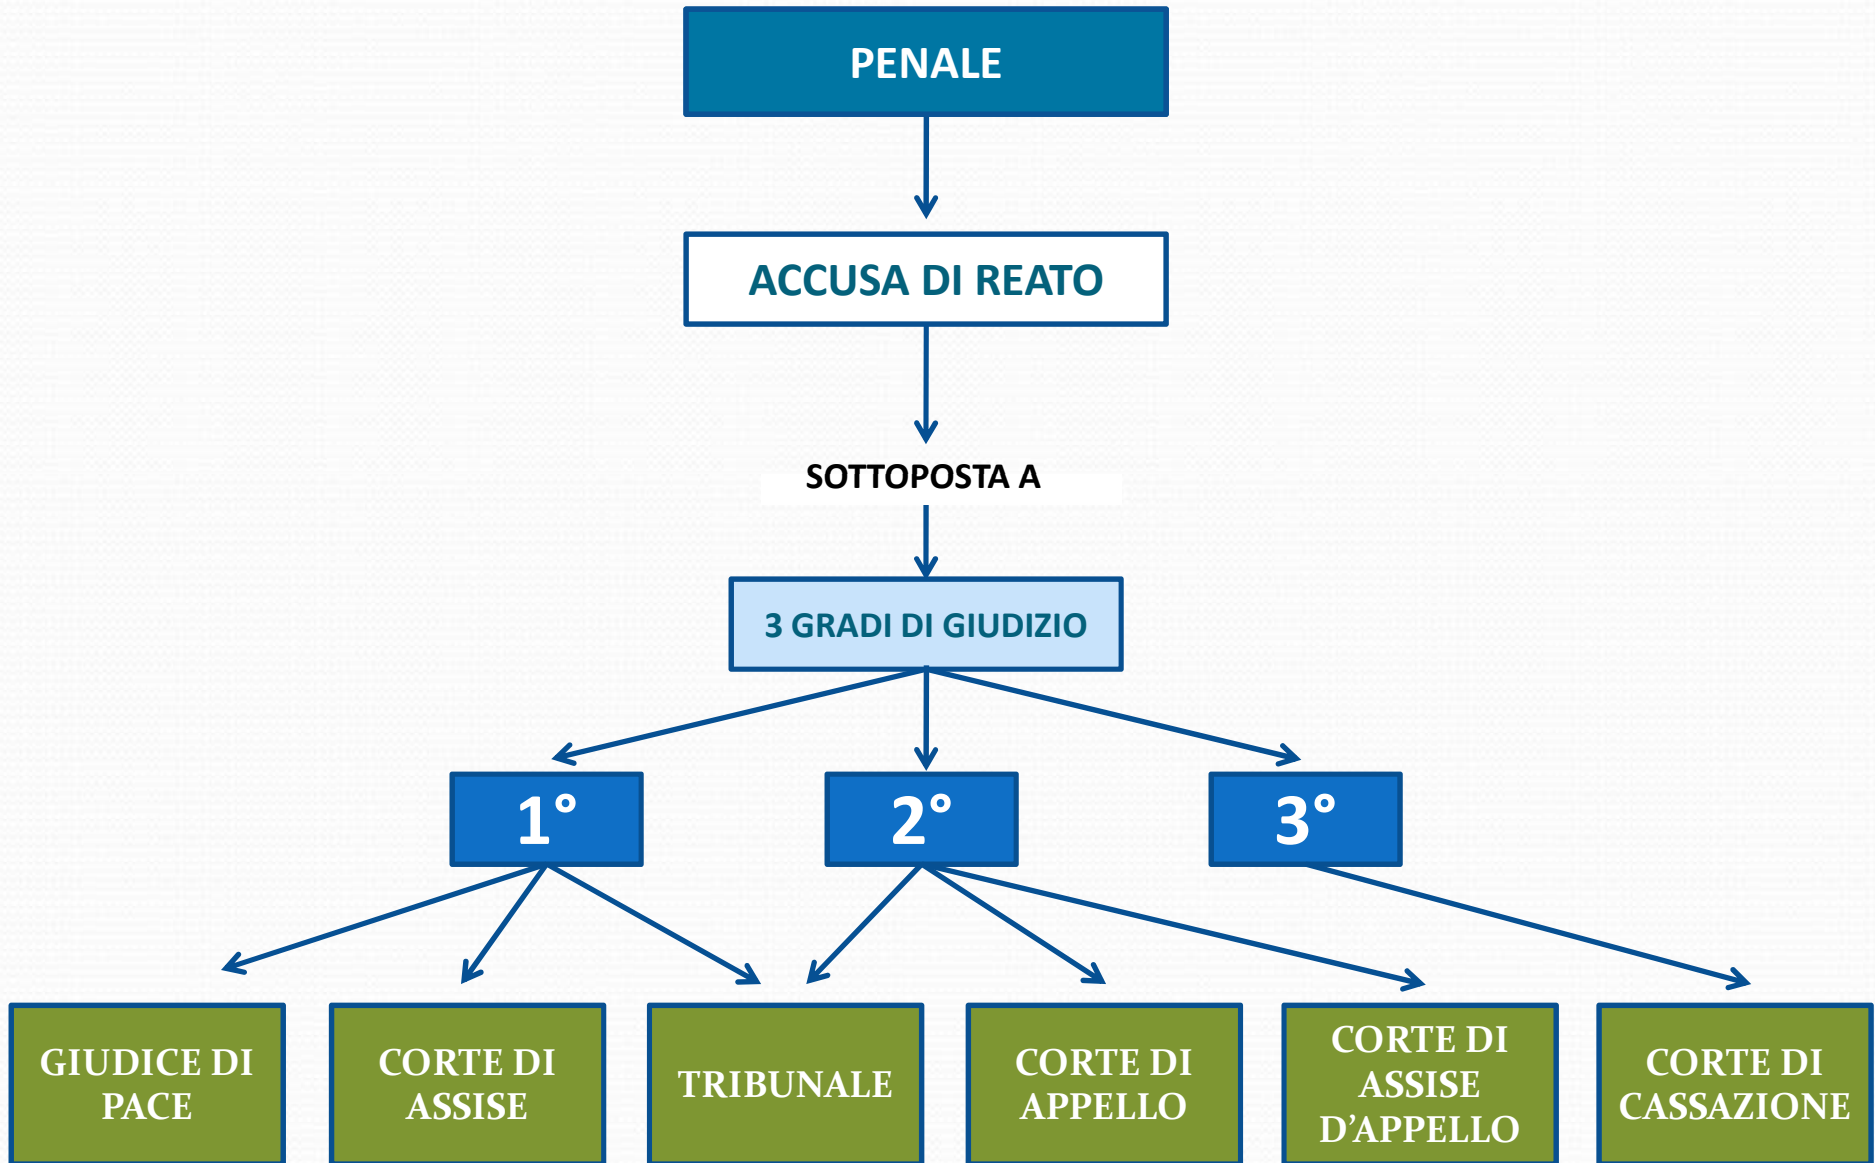 PENALE
ACCUSA DI REATO
SOTTOPOSTA A
3 GRADI DI GIUDIZIO
1°
2°
3°
GIUDICE DI
PACE
CORTE DI
ASSISE
TRIBUNALE
CORTE DI
APPELLO
CORTE DI
ASSISE
D’APPELLO
CORTE DI
CASSAZIONE